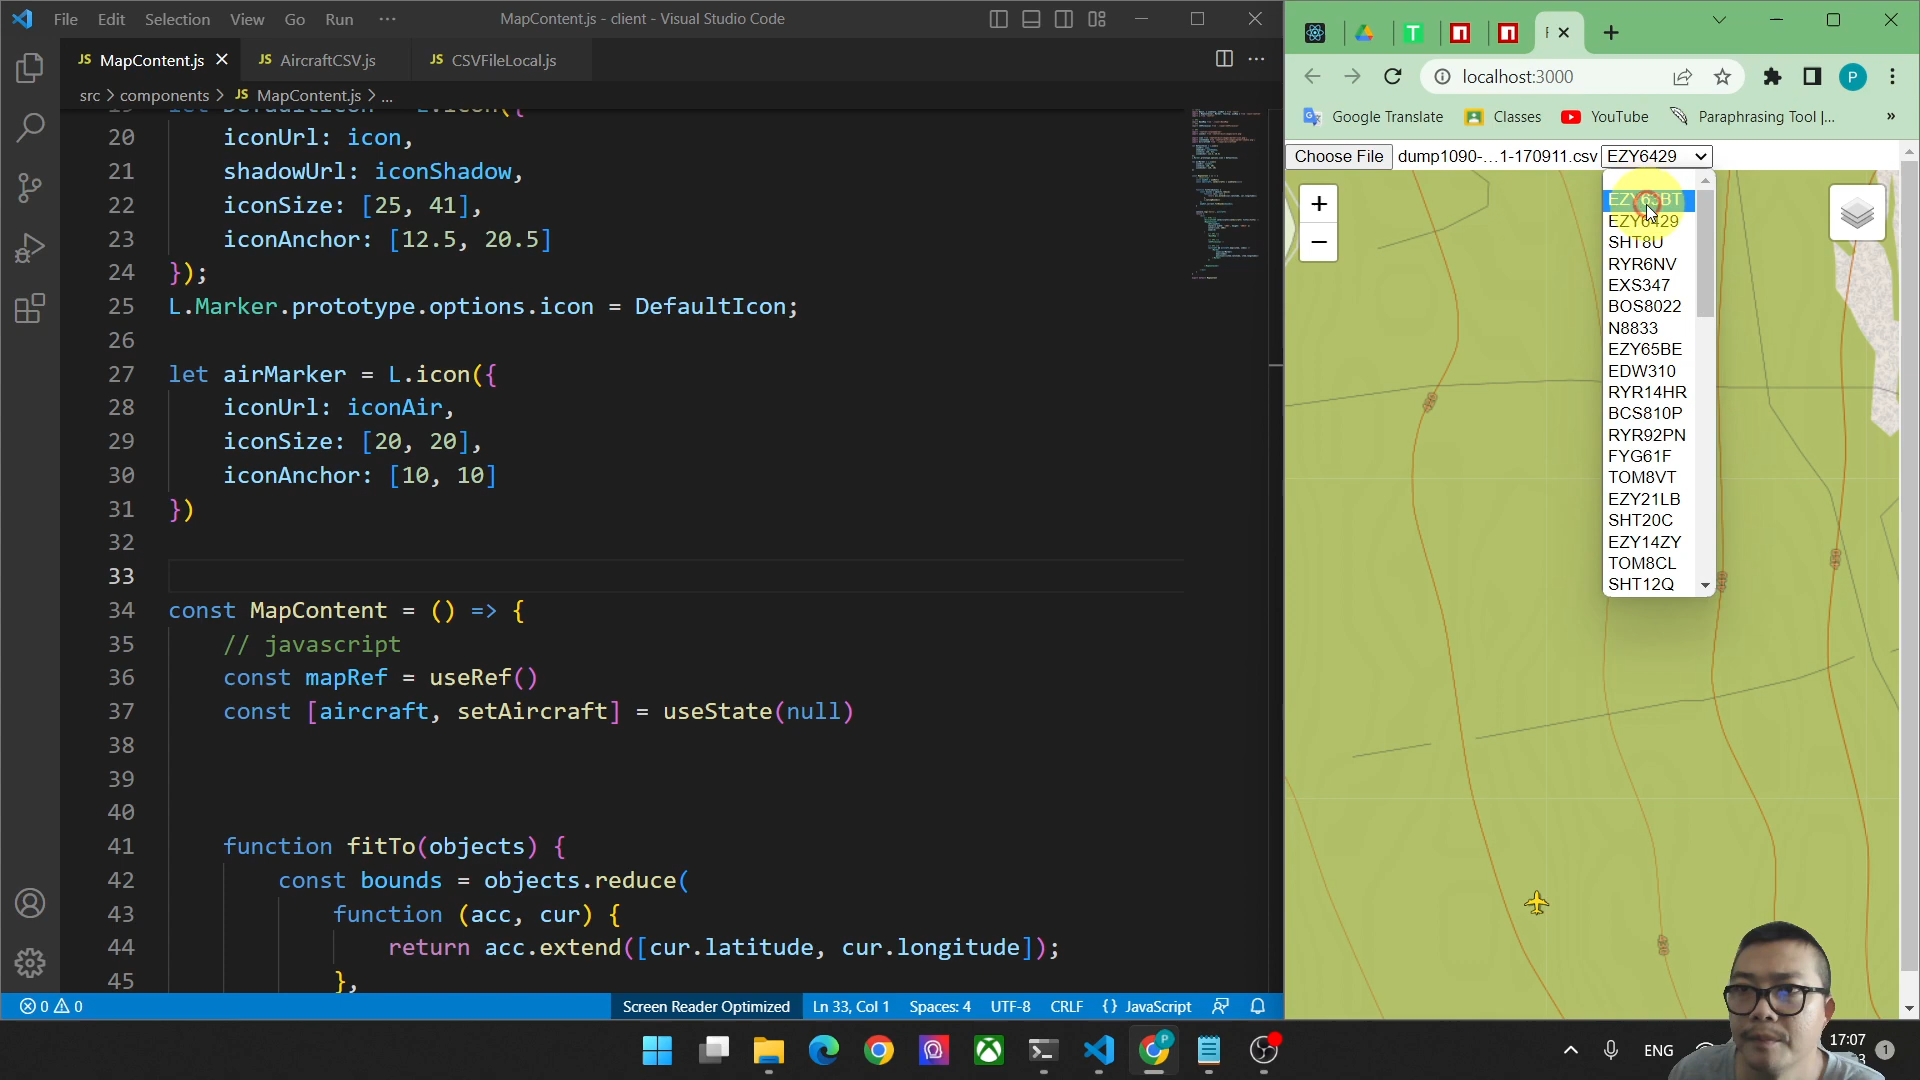 File Edit Selection View Go Run ···
MapContent.js - client - Visual Studio Code
JS MapContent.js
JS AircraftCSV.js
JS CSVFileLocal.js
src > components > JS MapContent.js > ...
20 iconUrl: icon,
21 shadowUrl: iconShadow,
22 iconSize: [25, 41],
23 iconAnchor: [12.5, 20.5]
24 });
25 L.Marker.prototype.options.icon = DefaultIcon;
26
27 let airMarker = L.icon({
28 iconUrl: iconAir,
29 iconSize: [20, 20],
30 iconAnchor: [10, 10]
31 })
32
33
34 const MapContent = () => {
35 // javascript
36 const mapRef = useRef()
37 const [aircraft, setAircraft] = useState(null)
38
39
40
41 function fitTo(objects) {
42 const bounds = objects.reduce(
43 function (acc, cur) {
44 return acc.extend([cur.latitude, cur.longitude]);
45 },
0 0
Screen Reader Optimized
Ln 33, Col 1
Spaces: 4
UTF-8
CRLF
{} JavaScript
T
localhost:3000
P
Google Translate
Classes
YouTube
Paraphrasing Tool |...
»
Choose File dump1090-...1-170911.csv EZY6429
+
−
EZY63BT
EZY6429
SHT8U
RYR6NV
EXS347
BOS8022
N8833
EZY65BE
EDW310
RYR14HR
BCS810P
RYR92PN
FYG61F
TOM8VT
EZY21LB
SHT20C
EZY14ZY
TOM8CL
SHT12Q
P
ENG
17:07
1